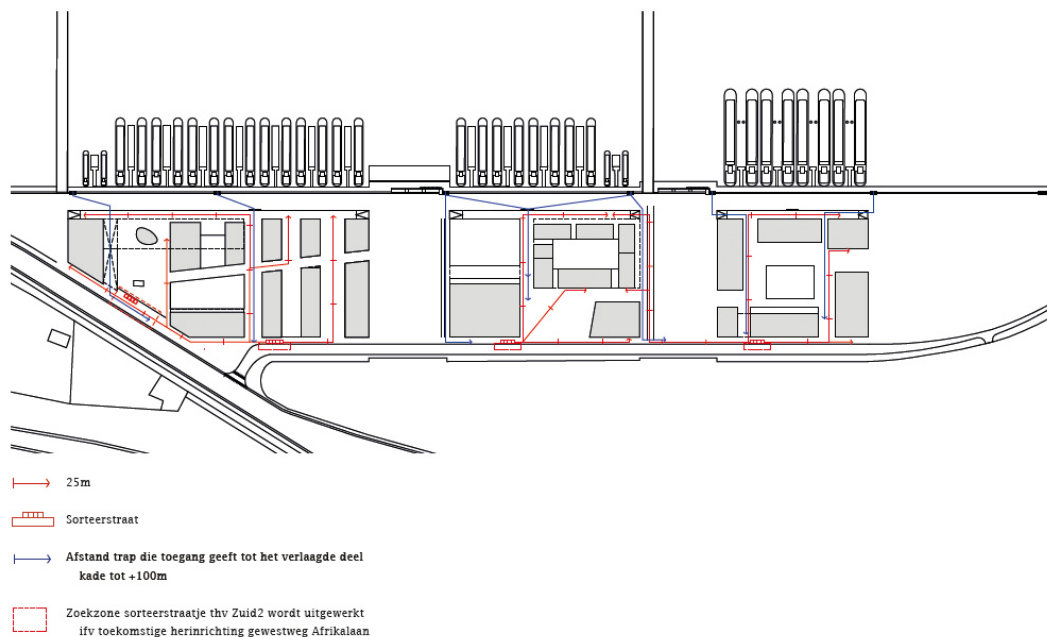 25m
Sorteerstraat
Afstand trap die toegang geeft tot het verlaagde deel
kade tot +100m
Zoekzone sorteerstraatje thv Zuid2 wordt uitgewerkt
ifv toekomstige herinrichting gewestweg Afrikalaan